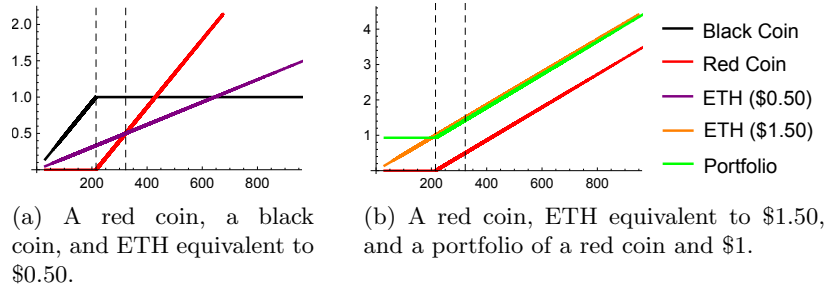 2.0
1.5
1.0
0.5
200 400 600 800
4
3
2
1
0
200 400 600 800
Black Coin
Red Coin
ETH ($0.50)
ETH ($1.50)
Portfolio
(a) A red coin, a black
coin, and ETH equivalent to
$0.50.
(b) A red coin, ETH equivalent to $1.50,
and a portfolio of a red coin and $1.